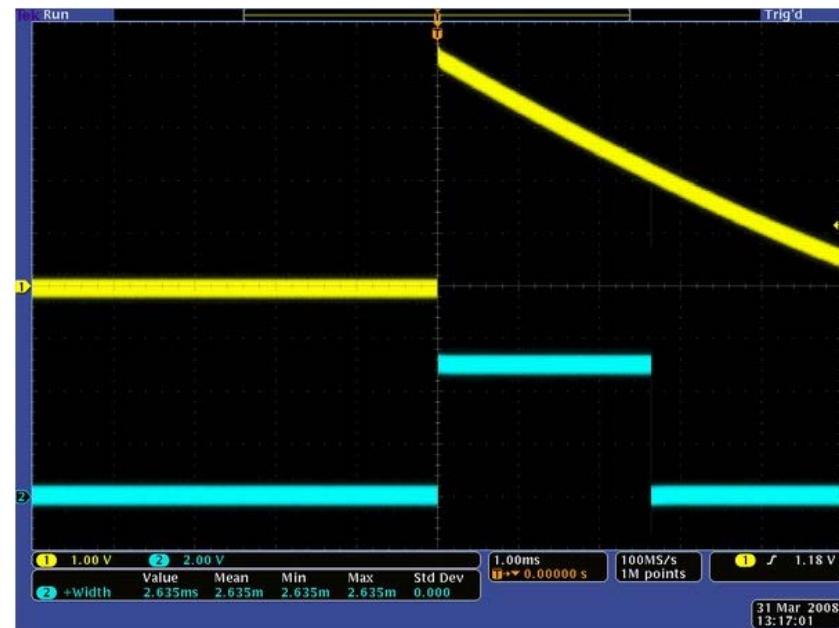 Tek Run Trig'd
T
T
1
2
1 1.00 V 2 2.00 V 1.00ms 100MS/s 1 1.18 V
T 0.00000 s 1M points
Value Mean Min Max Std Dev
2 +Width 2.635ms 2.635m 2.635m 2.635m 0.000
31 Mar 2008
13:17:01